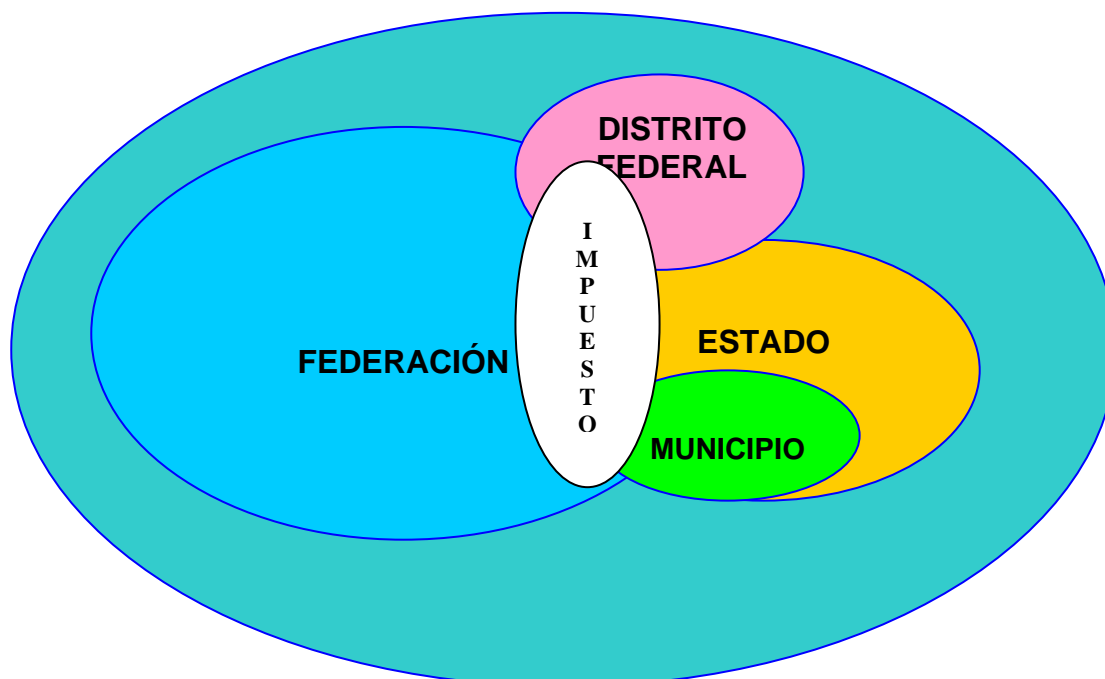 DISTRITO
FEDERAL
I
M
P
U
E
S
T
O
ESTADO
FEDERACIÓN
MUNICIPIO